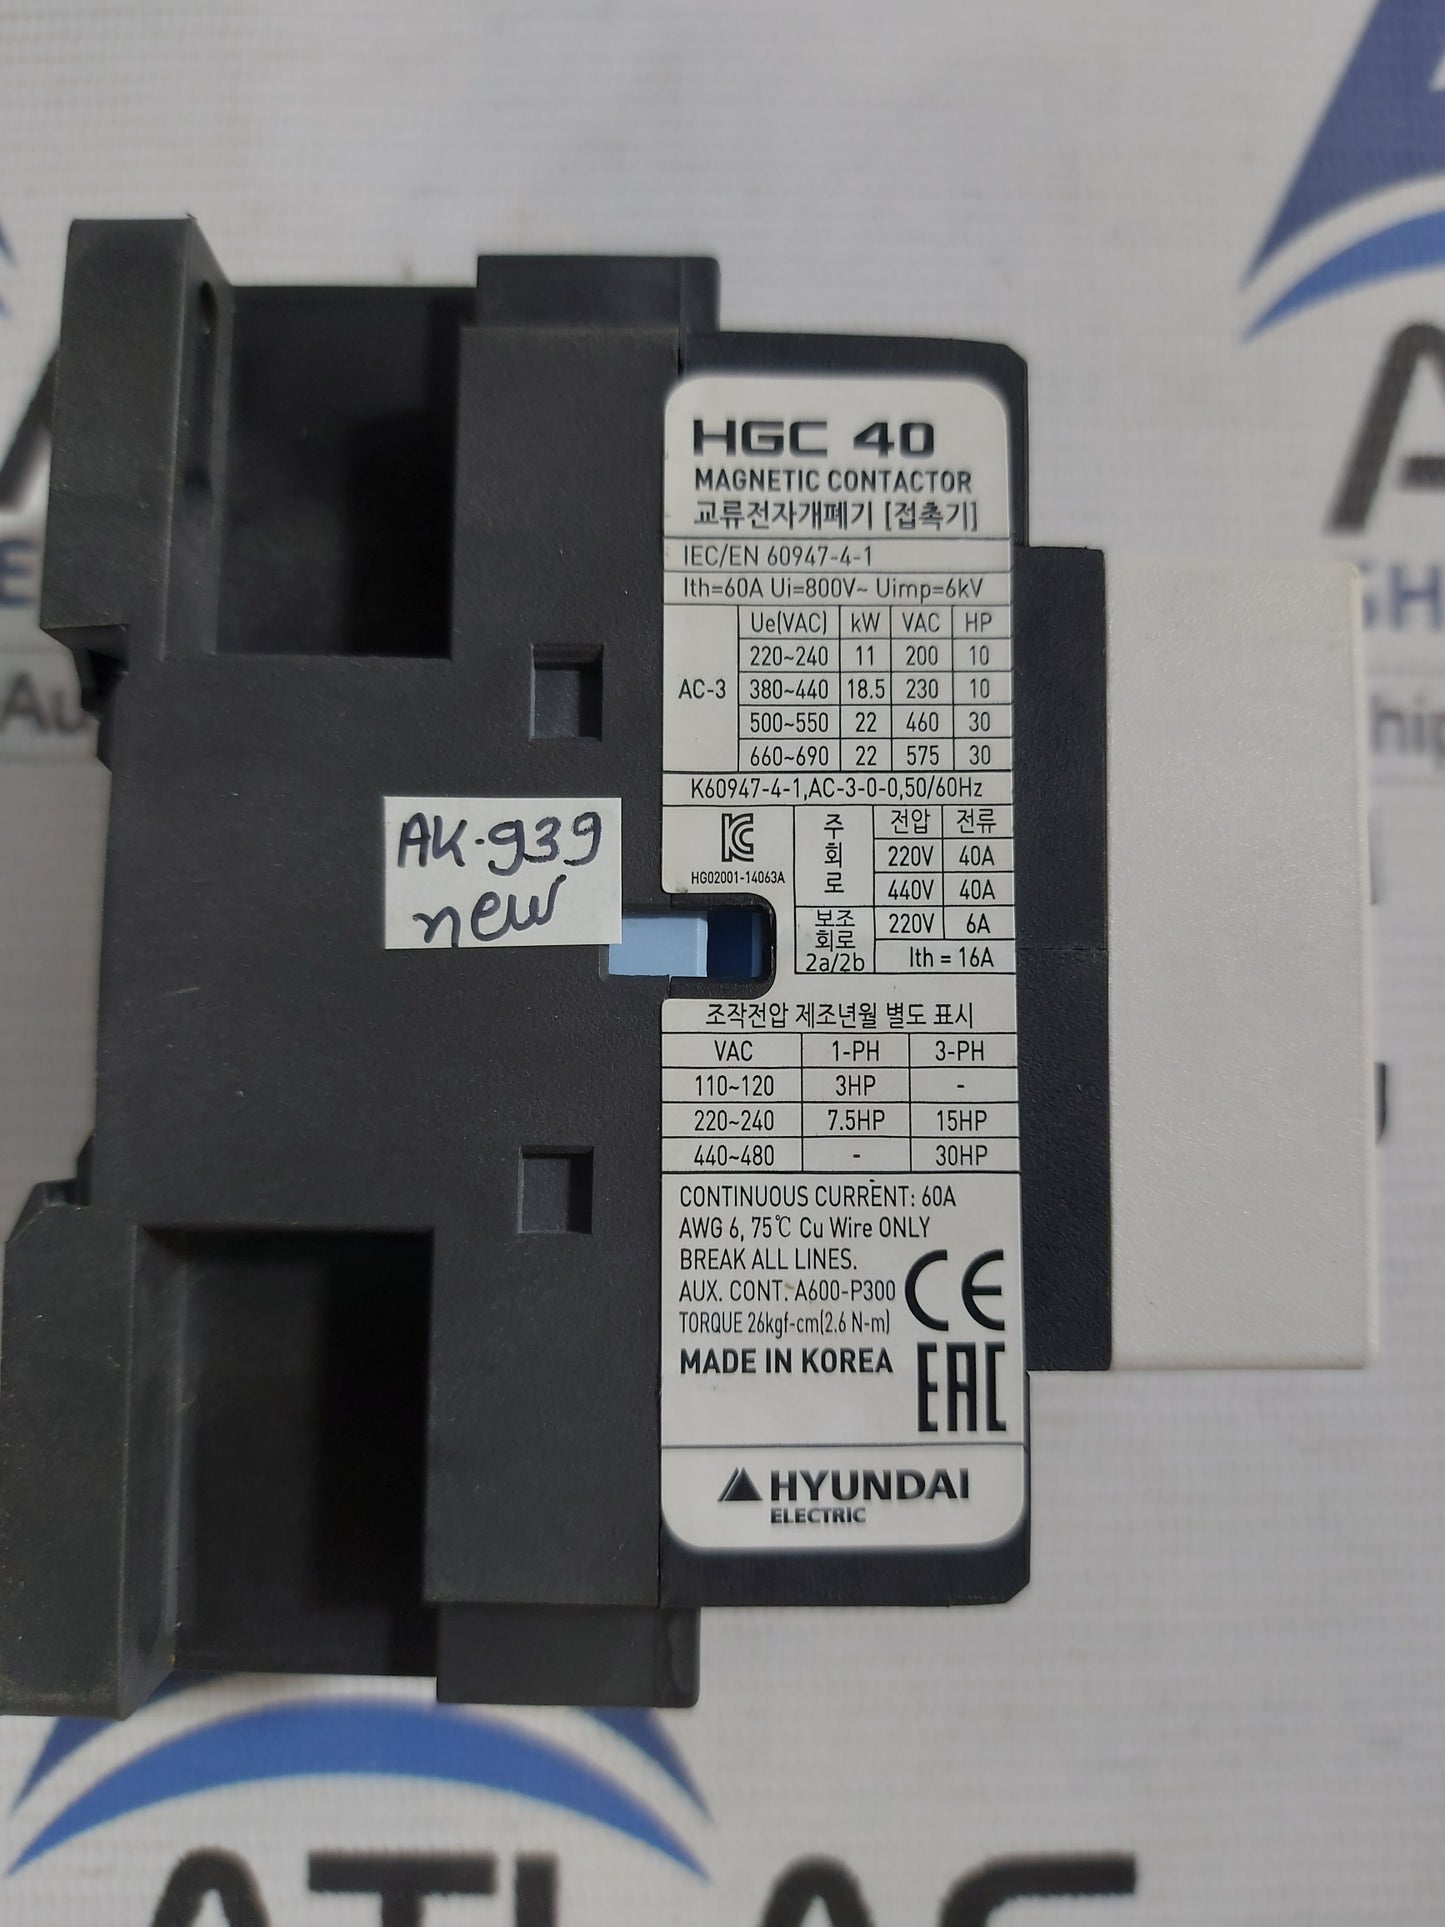 HGC 40
MAGNETIC CONTACTOR
교류전자개폐기 [접촉기]
IEC/EN 60947-4-1
Ith=60A Ui=800V~ Uimp=6kV
AC-3
Ue(VAC) kW VAC HP
220~240 11 200 10
380~440 18.5 230 10
500~550 22 460 30
660~690 22 575 30
K60947-4-1,AC-3-0-0,50/60Hz
HG02001-14063A
주회로
전압 전류
220V 40A
440V 40A
보조
회로
2a/2b
220V 6A
Ith = 16A
조작전압 제조년월 별도 표시
VAC 1-PH 3-PH
110~120 3HP -
220~240 7.5HP 15HP
440~480 - 30HP
CONTINUOUS CURRENT: 60A
AWG 6, 75℃ Cu Wire ONLY
BREAK ALL LINES.
AUX. CONT. A600-P300
TORQUE 26kgf-cm(2.6 N-m)
MADE IN KOREA
CE
EAC
HYUNDAI
ELECTRIC
AK-939
new